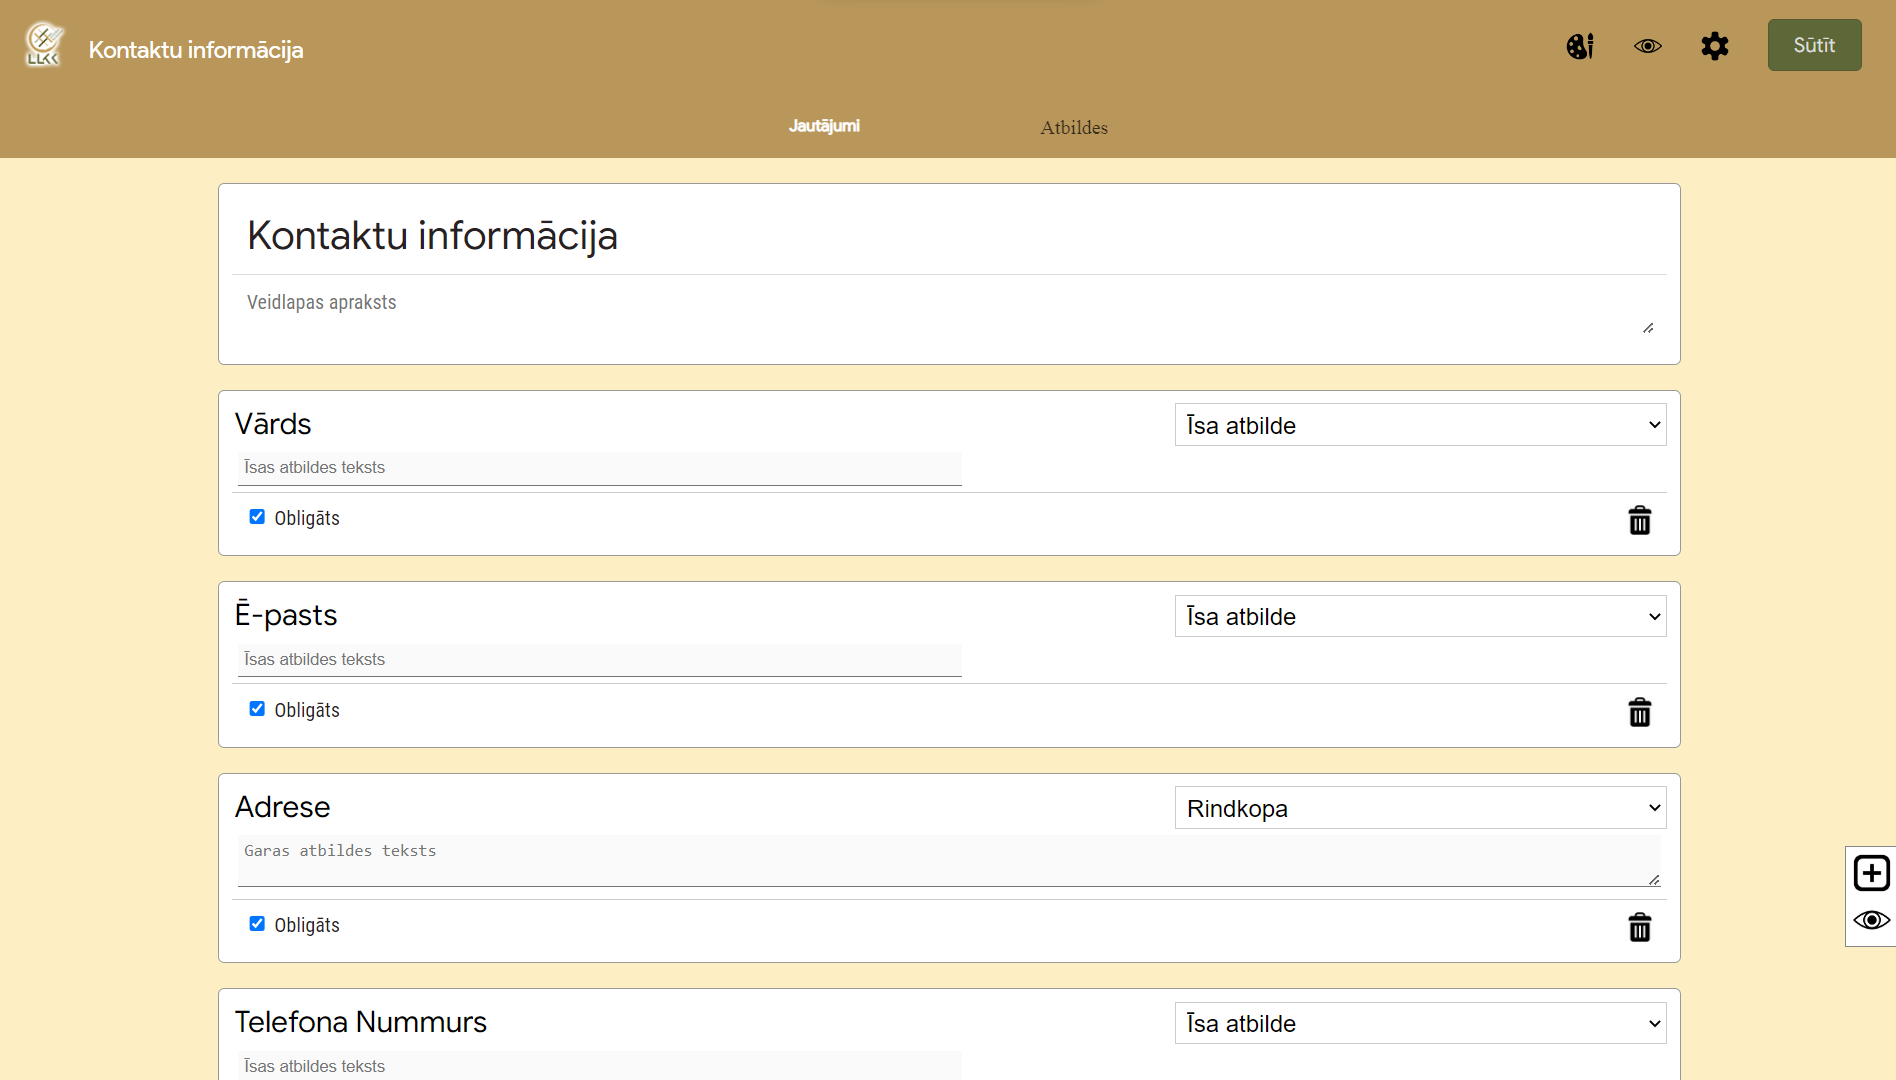 LLKC
Kontaktu informācija
Sūtīt
Jautājumi
Atbildes
Kontaktu informācija
Veidlapas apraksts
Vārds
Īsa atbilde
Īsas atbildes teksts
Obligāts
Ē-pasts
Īsa atbilde
Īsas atbildes teksts
Obligāts
Adrese
Rindkopa
Garas atbildes teksts
Obligāts
Telefona Nummurs
Īsa atbilde
Īsas atbildes teksts